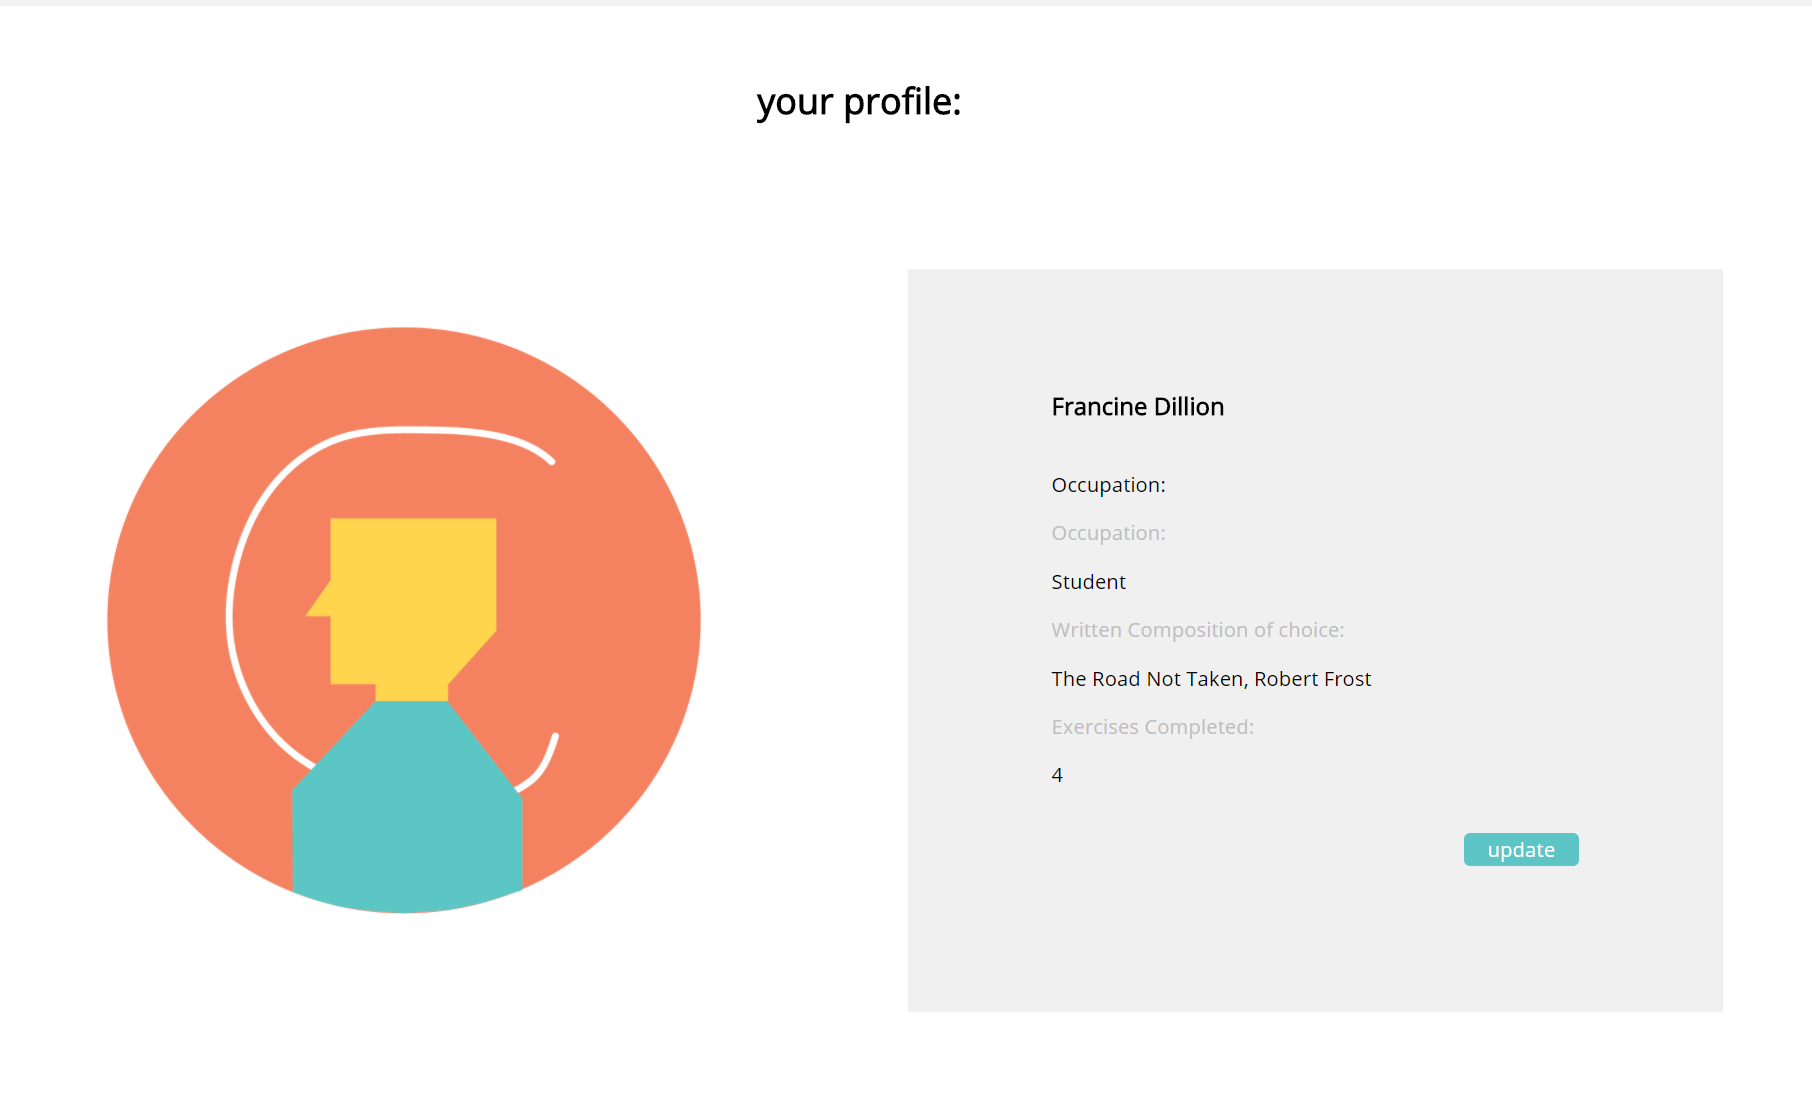 your profile:
Francine Dillion
Occupation:
Occupation:
Student
Written Composition of choice:
The Road Not Taken, Robert Frost
Exercises Completed:
4
update